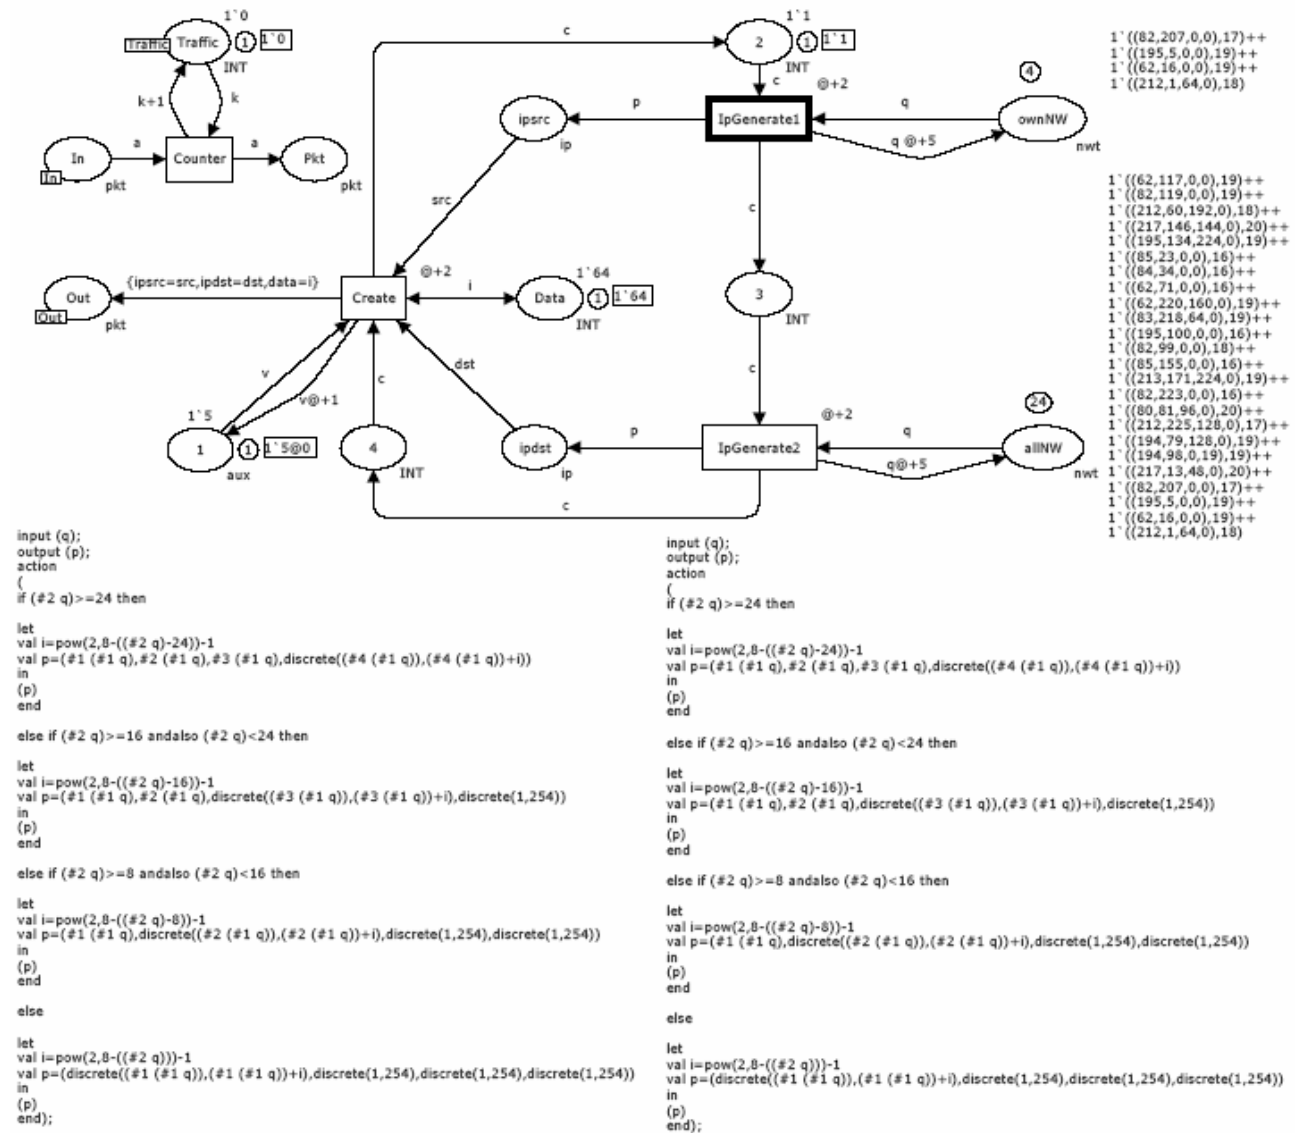 1`0
Traffic
Traffic
1
1`0
INT
k+1
k
In
In
pkt
a
Counter
a
Pkt
pkt
c
1`1
2
1
1`1
INT
c
@+2
IpGenerate1
p
ipsrc
ip
q
q @+5
4
ownNW
nwt
1`((82,207,0,0),17)++
1`((195,5,0,0),19)++
1`((62,16,0,0),19)++
1`((212,1,64,0),18)
src
c
3
INT
c
{ipsrc=src,ipdst=dst,data=i}
Out
Out
pkt
Create
@+2
i
1`64
Data
1
1`64
INT
v
v@+1
c
dst
1`5
1
1
1`5@0
aux
4
INT
ipdst
ip
p
@+2
IpGenerate2
q
q@+5
24
allNW
nwt
c
1`((62,117,0,0),19)++
1`((82,119,0,0),19)++
1`((212,60,192,0),18)++
1`((217,146,144,0),20)++
1`((195,134,224,0),19)++
1`((85,23,0,0),16)++
1`((84,34,0,0),16)++
1`((62,71,0,0),16)++
1`((62,220,160,0),19)++
1`((83,218,64,0),19)++
1`((195,100,0,0),16)++
1`((82,99,0,0),18)++
1`((85,155,0,0),16)++
1`((213,171,224,0),19)++
1`((82,223,0,0),16)++
1`((80,81,96,0),20)++
1`((212,225,128,0),17)++
1`((194,79,128,0),19)++
1`((194,98,0,19),19)++
1`((217,13,48,0),20)++
1`((82,207,0,0),17)++
1`((195,5,0,0),19)++
1`((62,16,0,0),19)++
1`((212,1,64,0),18)
input (q);
output (p);
action
(
if (#2 q)>=24 then
let
val i=pow(2,8-((#2 q)-24))-1
val p=(#1 (#1 q),#2 (#1 q),#3 (#1 q),discrete((#4 (#1 q)),(#4 (#1 q))+i))
in
(p)
end
else if (#2 q)>=16 andalso (#2 q)<24 then
let
val i=pow(2,8-((#2 q)-16))-1
val p=(#1 (#1 q),#2 (#1 q),discrete((#3 (#1 q)),(#3 (#1 q))+i),discrete(1,254))
in
(p)
end
else if (#2 q)>=8 andalso (#2 q)<16 then
let
val i=pow(2,8-((#2 q)-8))-1
val p=(#1 (#1 q),discrete((#2 (#1 q)),(#2 (#1 q))+i),discrete(1,254),discrete(1,254))
in
(p)
end
else
let
val i=pow(2,8-((#2 q)))-1
val p=(discrete((#1 (#1 q)),(#1 (#1 q))+i),discrete(1,254),discrete(1,254),discrete(1,254))
in
(p)
end);
input (q);
output (p);
action
(
if (#2 q)>=24 then
let
val i=pow(2,8-((#2 q)-24))-1
val p=(#1 (#1 q),#2 (#1 q),#3 (#1 q),discrete((#4 (#1 q)),(#4 (#1 q))+i))
in
(p)
end
else if (#2 q)>=16 andalso (#2 q)<24 then
let
val i=pow(2,8-((#2 q)-16))-1
val p=(#1 (#1 q),#2 (#1 q),discrete((#3 (#1 q)),(#3 (#1 q))+i),discrete(1,254))
in
(p)
end
else if (#2 q)>=8 andalso (#2 q)<16 then
let
val i=pow(2,8-((#2 q)-8))-1
val p=(#1 (#1 q),discrete((#2 (#1 q)),(#2 (#1 q))+i),discrete(1,254),discrete(1,254))
in
(p)
end
else
let
val i=pow(2,8-((#2 q)))-1
val p=(discrete((#1 (#1 q)),(#1 (#1 q))+i),discrete(1,254),discrete(1,254),discrete(1,254))
in
(p)
end);